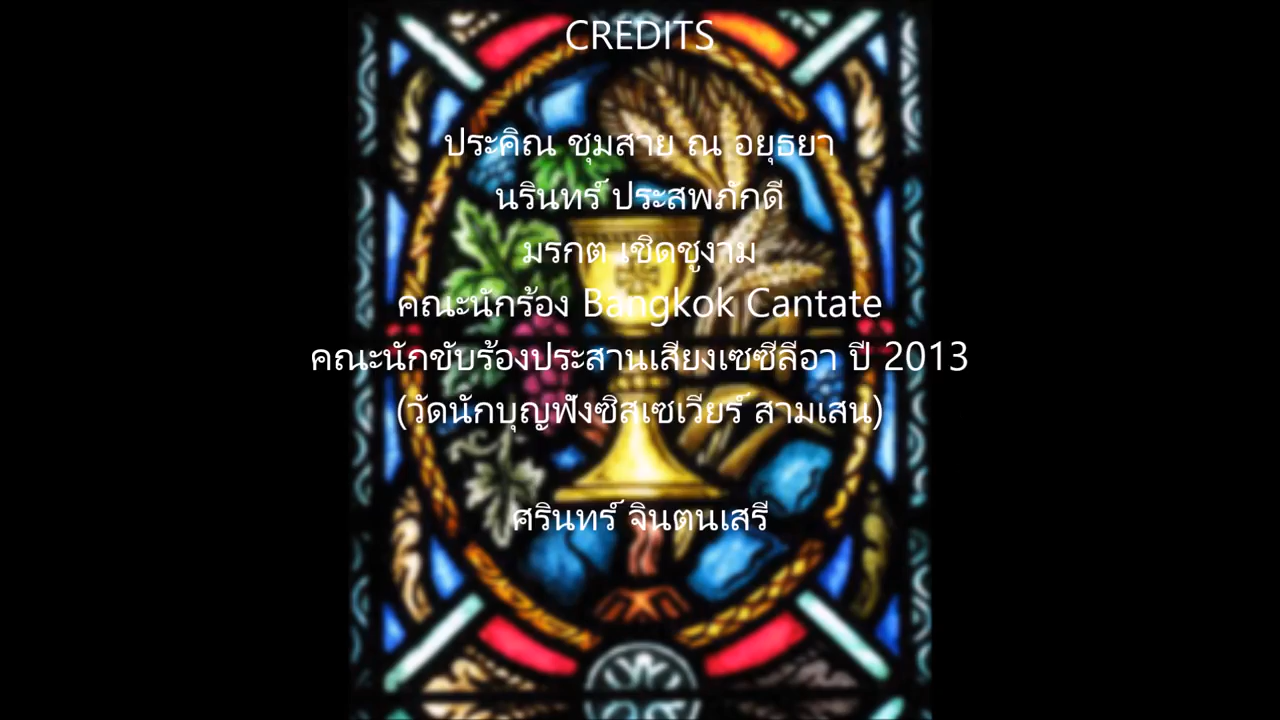 CREDITS
ประคิณ ชุมสาย ณ อยุธยา
นรินทร์ ประสพภักดี
มรกต เชิดชูงาม
คณะนักร้อง Bangkok Cantate
คณะนักขับร้องประสานเสียงเซซีลีอา ปี 2013
(วัดนักบุญฟังซิสเซเวียร์ สามเสน)
ศรินทร์ จินตนเสรี